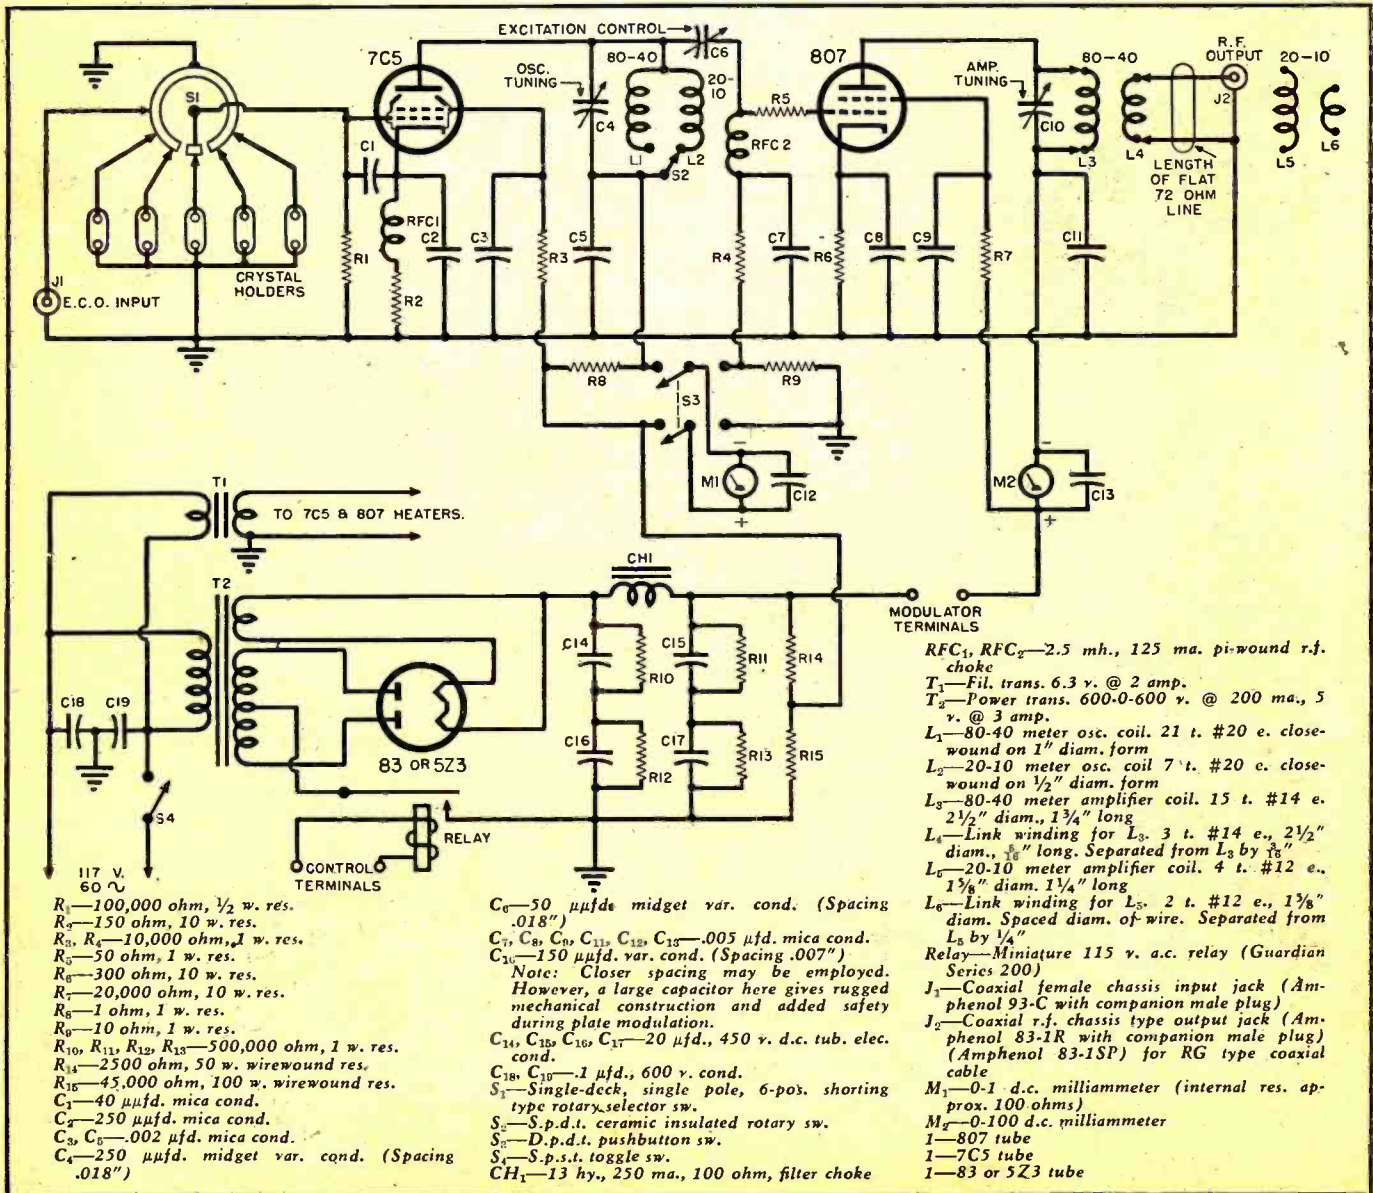 EXCITATION CONTROL
C6
7C5
80-40
20-
10
OSC.
TUNING
C4
L1
L2
S2
807
R5
RFC 2
AMP.
TUNING
C10
80-40
L3
L4
R.F.
OUTPUT
J2
20-10
L5
L6
LENGTH
OF FLAT
72 OHM
LINE
S1
C1
RFC1
R1
R2
C2
C3
R3
C5
R4
C7
R6
C8
C9
R7
C11
CRYSTAL
HOLDERS
J1
E.C.O. INPUT
R8
S3
R9
M1
C12
−
+
M2
C13
−
+
T1
TO 7C5 & 807 HEATERS.
T2
CH1
C14
R10
C15
R11
R14
C16
R12
C17
R13
R15
83 OR 5Z3
C18
C19
S4
117 V.
60 ~
RELAY
CONTROL
TERMINALS
MODULATOR
TERMINALS
R1—100,000 ohm, ½ w. res.
R2—150 ohm, 10 w. res.
R3, R4—10,000 ohm, 1 w. res.
R5—50 ohm, 1 w. res.
R6—300 ohm, 10 w. res.
R7—20,000 ohm, 10 w. res.
R8—1 ohm, 1 w. res.
R9—10 ohm, 1 w. res.
R10, R11, R12, R13—500,000 ohm, 1 w. res.
R14—2500 ohm, 50 w. wirewound res.
R15—45,000 ohm, 100 w. wirewound res.
C1—40 μμfd. mica cond.
C2—250 μμfd. mica cond.
C3, C5—.002 μfd. mica cond.
C4—250 μμfd. midget var. cond. (Spacing
.018")
C6—50 μμfd. midget var. cond. (Spacing
.018")
C7, C8, C9, C11, C12, C13—.005 μfd. mica cond.
C10—150 μμfd. var. cond. (Spacing .007")
Note: Closer spacing may be employed.
However, a large capacitor here gives rugged
mechanical construction and added safety
during plate modulation.
C14, C15, C16, C17—20 μfd., 450 v. d.c. tub. elec.
cond.
C18, C19—.1 μfd., 600 v. cond.
S1—Single-deck, single pole, 6-pos. shorting
type rotary selector sw.
S2—S.p.d.t. ceramic insulated rotary sw.
S3—D.p.d.t. pushbutton sw.
S4—S.p.s.t. toggle sw.
CH1—13 hy., 250 ma., 100 ohm, filter choke
RFC1, RFC2—2.5 mh., 125 ma. pi-wound r.f.
choke
T1—Fil. trans. 6.3 v. @ 2 amp.
T2—Power trans. 600-0-600 v. @ 200 ma., 5
v. @ 3 amp.
L1—80-40 meter osc. coil. 21 t. #20 e. close-
wound on 1" diam. form
L2—20-10 meter osc. coil 7 t. #20 e. close-
wound on ½" diam. form
L3—80-40 meter amplifier coil. 15 t. #14 e.
2½" diam., 1¾" long
L4—Link winding for L3. 3 t. #14 e., 2½"
diam., long. Separated from L3 by 3/16"
L5—20-10 meter amplifier coil. 4 t. #12 e.,
1⅝" diam. 1¼" long
L6—Link winding for L5. 2 t. #12 e., 1⅝"
diam. Spaced diam. of wire. Separated from
L5 by ¼"
Relay—Miniature 115 v. a.c. relay (Guardian
Series 200)
J1—Coaxial female chassis input jack (Am-
phenol 93-C with companion male plug)
J2—Coaxial r.f. chassis type output jack (Am-
phenol 83-1R with companion male plug)
(Amphenol 83-1SP) for RG type coaxial
cable
M1—0-1 d.c. milliammeter (internal res. ap-
prox. 100 ohms)
M2—0-100 d.c. milliammeter
1—807 tube
1—7C5 tube
1—83 or 5Z3 tube